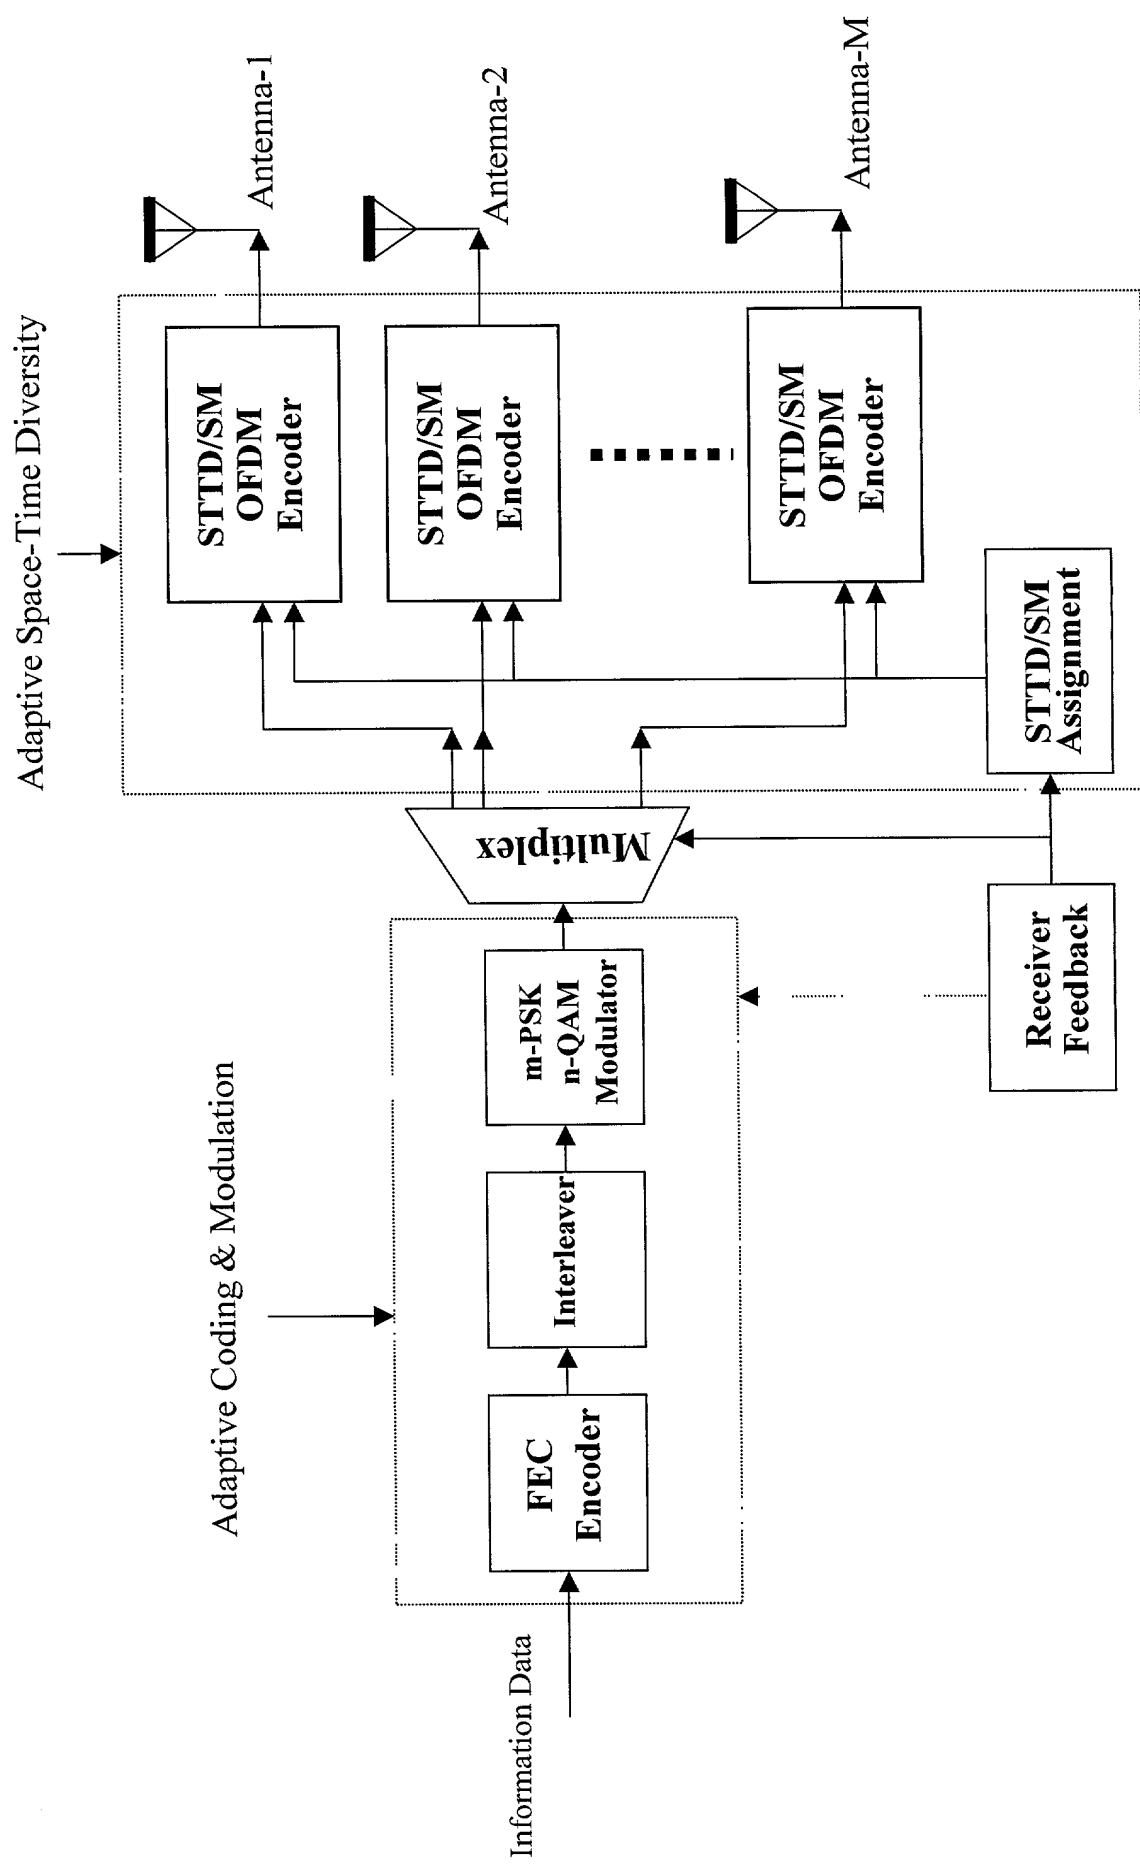 Adaptive Space-Time Diversity
Adaptive Coding & Modulation
Information Data
FEC
Encoder
Interleaver
m-PSK
n-QAM
Modulator
Multiplex
Receiver
Feedback
STTD/SM
Assignment
STTD/SM
OFDM
Encoder
Antenna-1
STTD/SM
OFDM
Encoder
Antenna-2
STTD/SM
OFDM
Encoder
Antenna-M